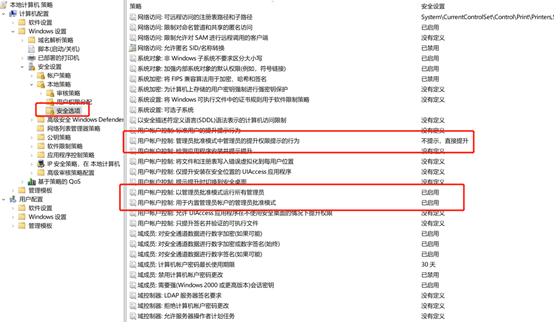 本地计算机 策略
计算机配置
软件设置
Windows 设置
域名解析策略
脚本(启动/关机)
已部署的打印机
安全设置
帐户策略
本地策略
审核策略
用户权限分配
安全选项
高级安全 Windows Defender
网络列表管理器策略
公钥策略
软件限制策略
应用程序控制策略
IP 安全策略，在 本地计算机
高级审核策略配置
基于策略的 QoS
管理模板
用户配置
软件设置
Windows 设置
管理模板
策略 安全设置
网络访问: 可远程访问的注册表路径和子路径 System\CurrentControlSet\Control\Print\Printers,S
网络访问: 限制对命名管道和共享的匿名访问 已启用
网络访问: 限制允许对 SAM 进行远程调用的客户端 没有定义
网络访问: 允许匿名 SID/名称转换 已禁用
系统对象: 非 Windows 子系统不要求区分大小写 已启用
系统对象: 加强内部系统对象的默认权限(例如，符号链接) 已启用
系统加密: 将 FIPS 兼容算法用于加密、哈希和签名 已禁用
系统加密: 为计算机上存储的用户密钥强制进行强密钥保护 没有定义
系统设置: 将 Windows 可执行文件中的证书规则用于软件限制策略 没有定义
系统设置: 可选子系统
以安全描述符定义语言(SDDL)语法表示的计算机访问限制 没有定义
用户帐户控制: 标准用户的提升提示行为
用户帐户控制: 管理员批准模式中管理员的提升权限提示的行为 不提示，直接提升
用户帐户控制: 检测应用程序安装并提示提升
用户帐户控制: 将文件和注册表写入错误虚拟化到每用户位置 已启用
用户帐户控制: 仅提升安装在安全位置的 UIAccess 应用程序 已启用
用户帐户控制: 提示提升时切换到安全桌面
用户帐户控制: 以管理员批准模式运行所有管理员 已启用
用户帐户控制: 用于内置管理员帐户的管理员批准模式 已启用
用户帐户控制: 允许 UIAccess 应用程序在不使用安全桌面的情况下提升权限
用户帐户控制: 只提升签名并验证的可执行文件 没有定义
域成员: 对安全通道数据进行数字加密(如果可能) 已启用
域成员: 对安全通道数据进行数字加密或数字签名(始终) 已启用
域成员: 对安全通道数据进行数字签名(如果可能) 已启用
域成员: 计算机帐户密码最长使用期限 30 天
域成员: 禁用计算机帐户密码更改 已禁用
域成员: 需要强(Windows 2000 或更高版本)会话密钥 已启用
域控制器: LDAP 服务器签名要求 没有定义
域控制器: 拒绝计算机帐户密码更改 没有定义
域控制器: 允许服务器操作者计划任务 没有定义